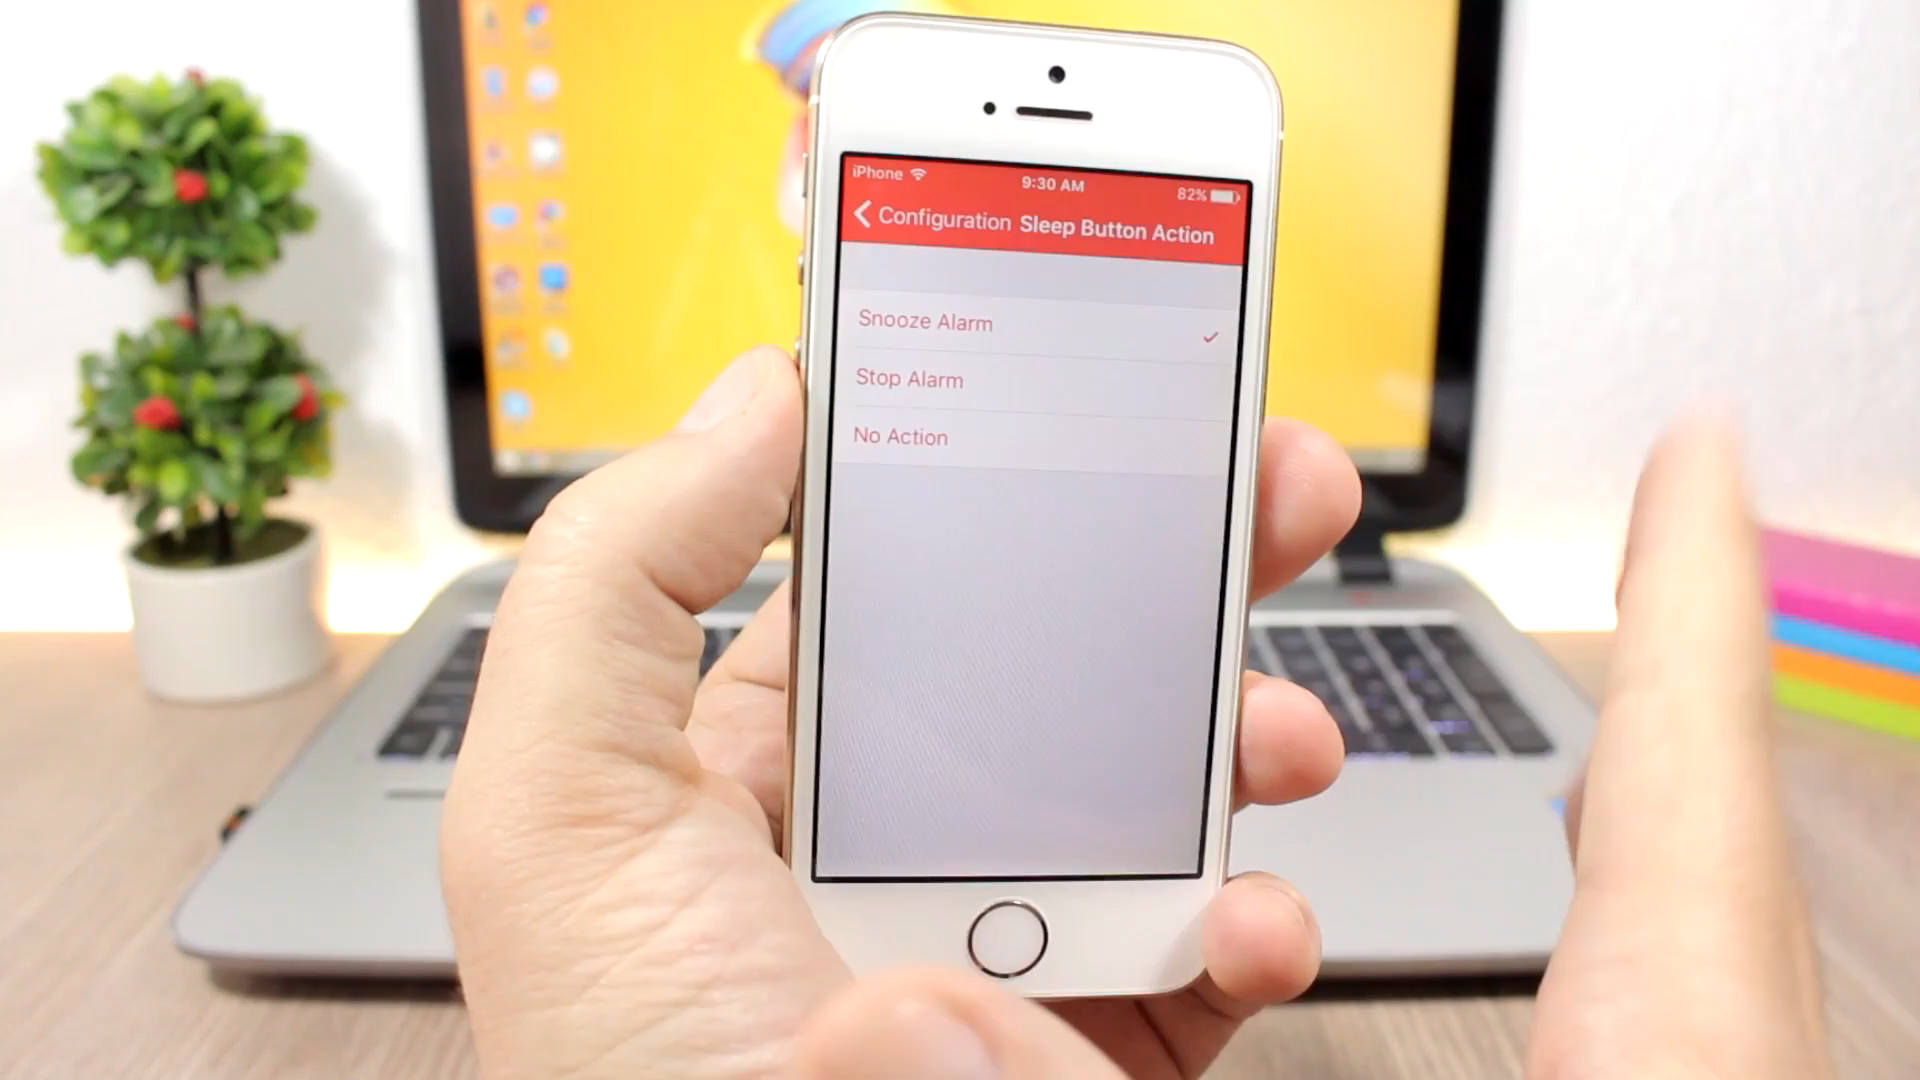 iPhone 9:30 AM 82%
Configuration Sleep Button Action
Snooze Alarm
Stop Alarm
No Action